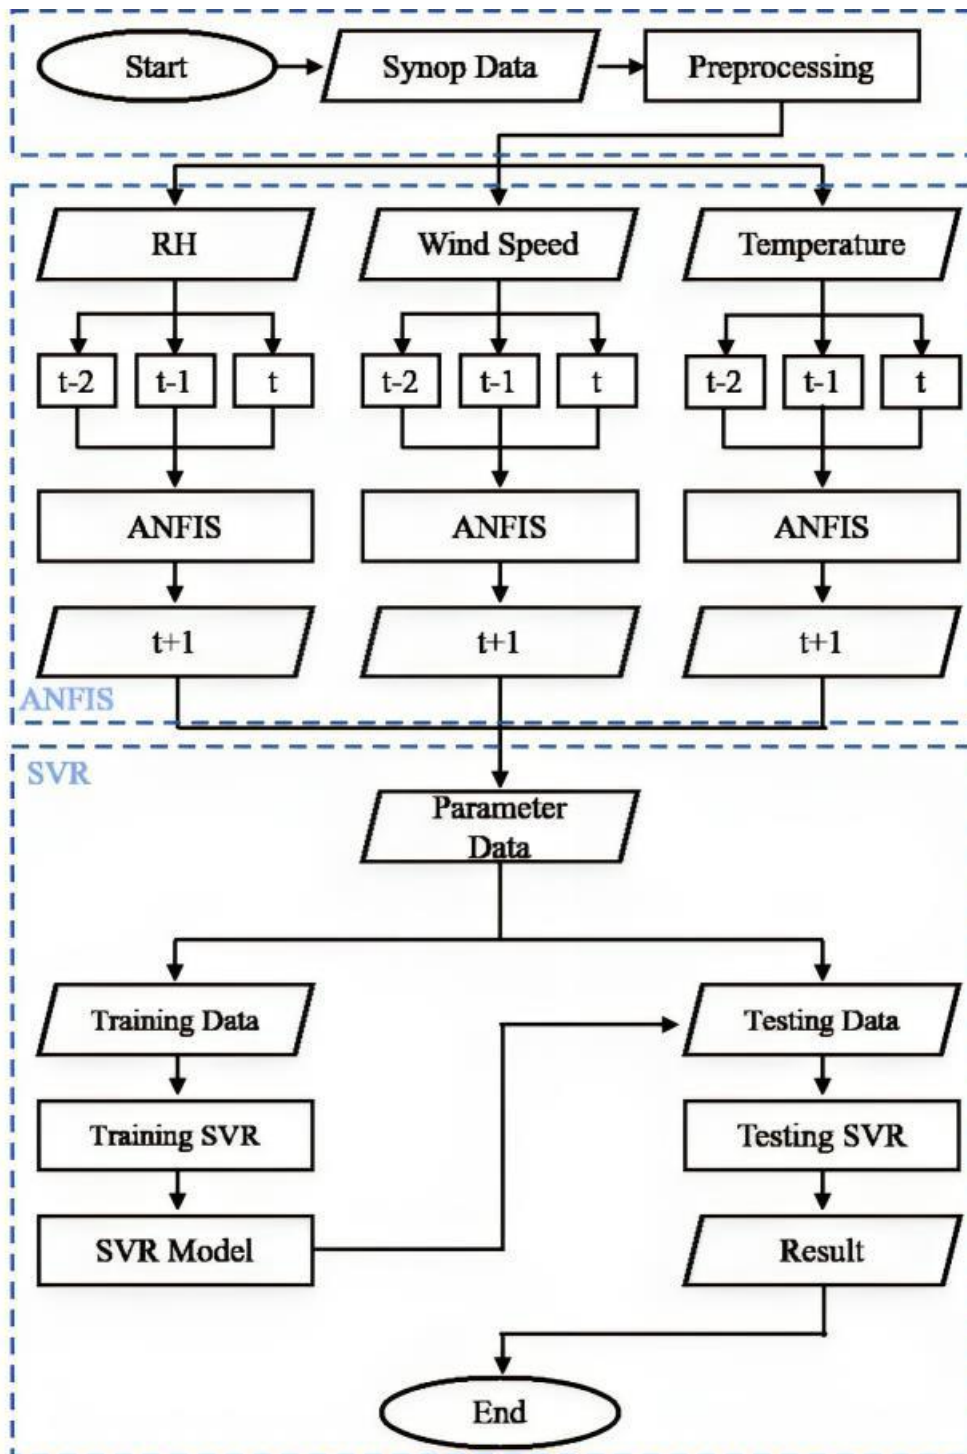 Start
Synop Data
Preprocessing
RH
Wind Speed
Temperature
t-2
t-1
t
t-2
t-1
t
t-2
t-1
t
ANFIS
ANFIS
ANFIS
t+1
t+1
t+1
ANFIS
SVR
Parameter
Data
Training Data
Testing Data
Training SVR
Testing SVR
SVR Model
Result
End